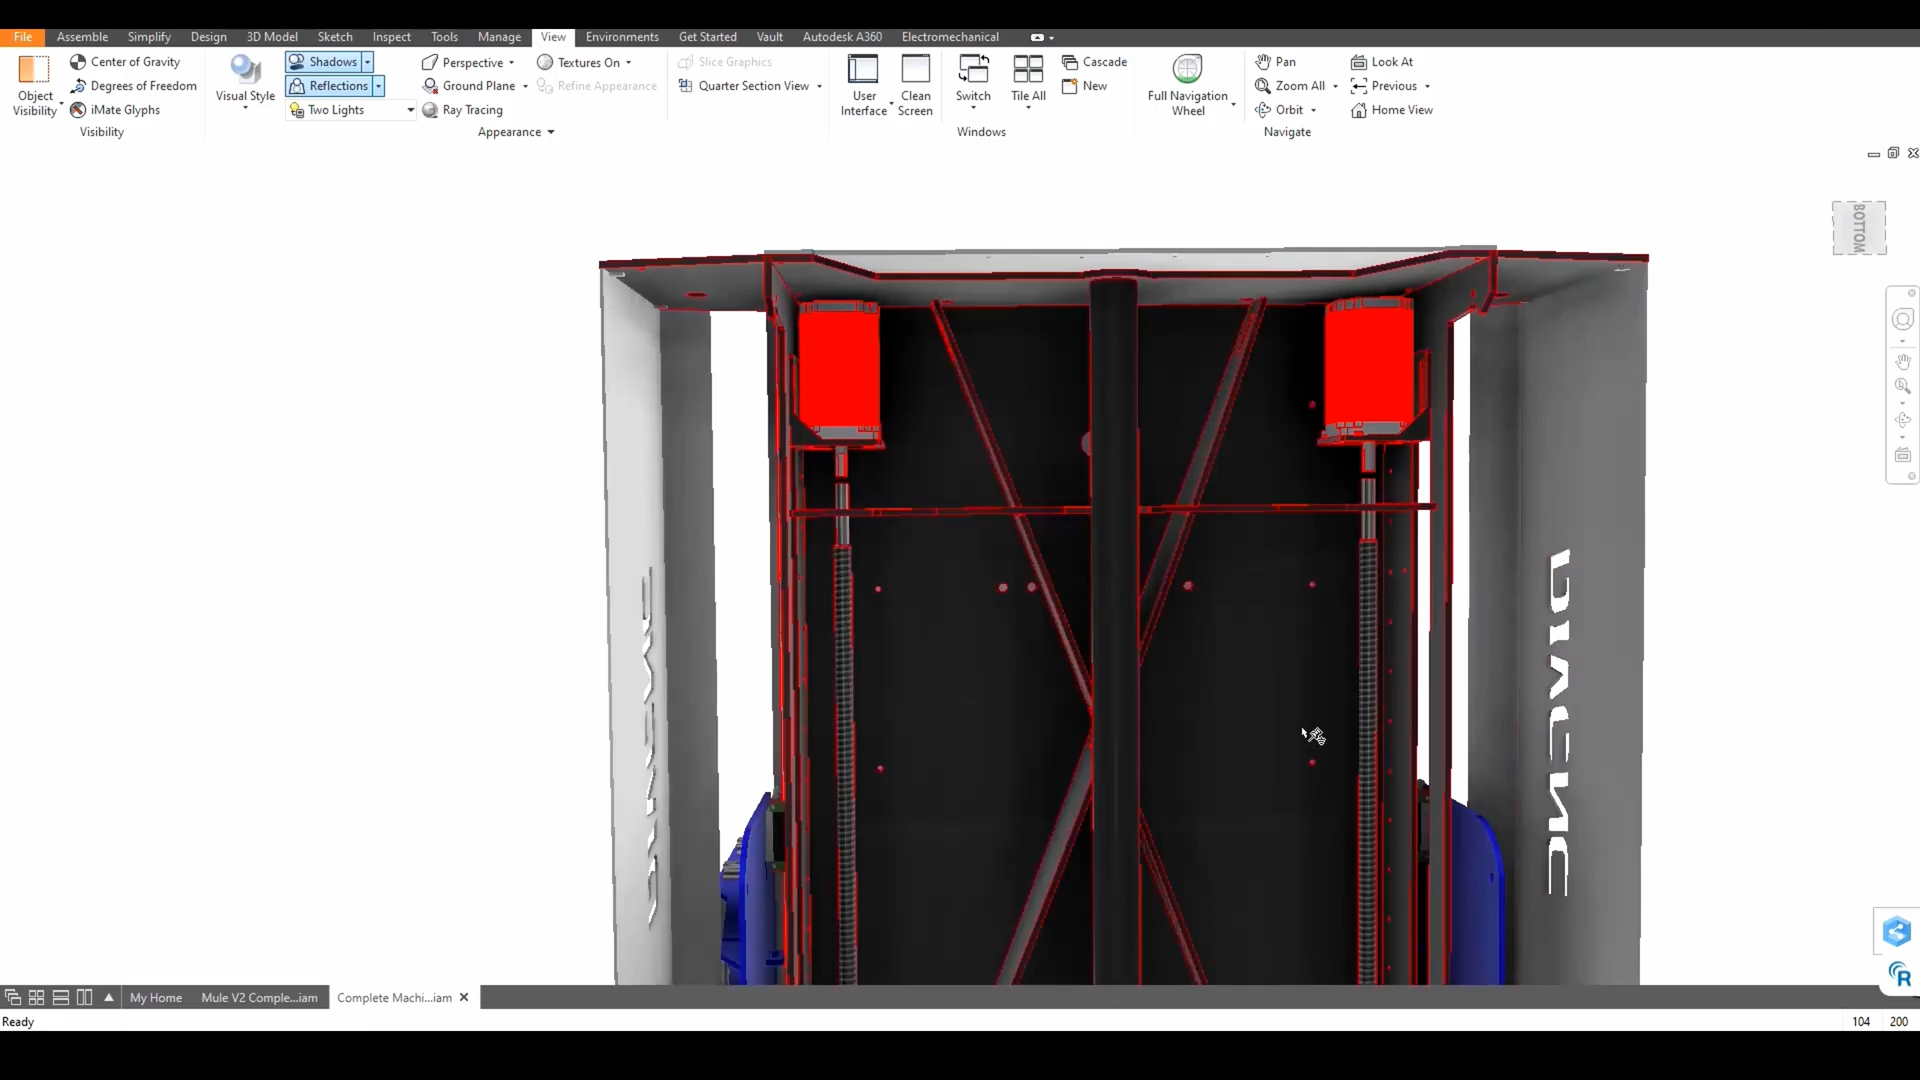 File Assemble Simplify Design 3D Model Sketch Inspect Tools Manage View Environments Get Started Vault Autodesk A360 Electromechanical
Center of Gravity Shadows Perspective Textures On Slice Graphics Cascade Pan Look At
Degrees of Freedom Reflections Ground Plane Refine Appearance Quarter Section View New Zoom All Previous
Object Visibility iMate Glyphs Visual Style Two Lights Ray Tracing User Interface Clean Screen Switch Tile All Full Navigation Wheel Orbit Home View
Visibility Appearance Windows Navigate
BOTTOM
My Home Mule V2 Comple...iam Complete Machi...iam
Ready 104 200